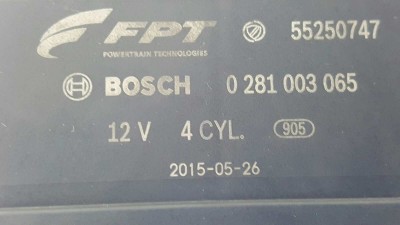 FPT 55250747
POWERTRAIN TECHNOLOGIES
BOSCH 0 281 003 065
12 V 4 CYL. 905
2015-05-26